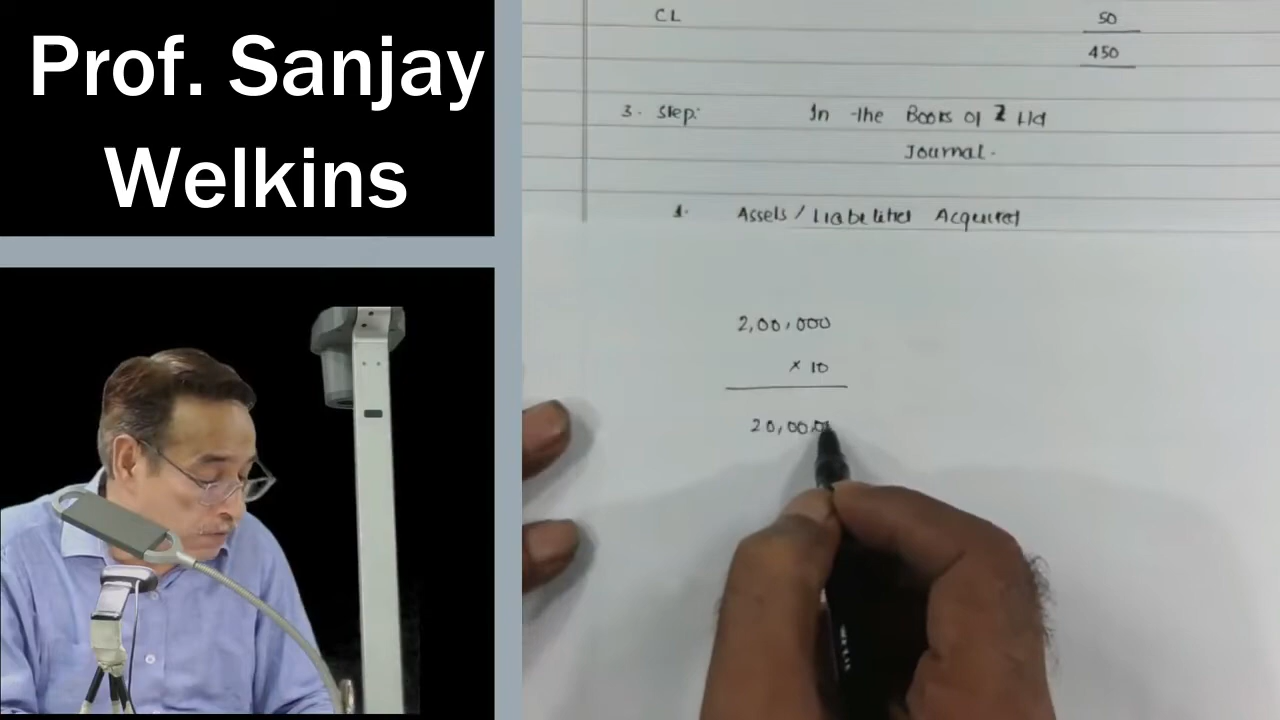 Prof. Sanjay
Welkins
CL 50
450
3. Step: In the Books of Z Ltd
Journal.
1. Assets / Liabilities Acquired
2,00,000
× 10
20,00,0